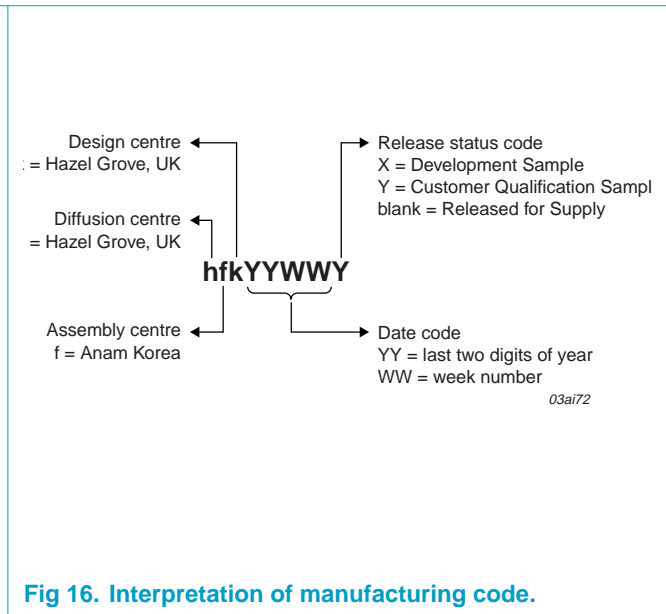 Design centre
= Hazel Grove, UK
Diffusion centre
= Hazel Grove, UK
Assembly centre
f = Anam Korea
hfkYYWWY
Release status code
X = Development Sample
Y = Customer Qualification Sampl
blank = Released for Supply
Date code
YY = last two digits of year
WW = week number
03ai72
Fig 16. Interpretation of manufacturing code.